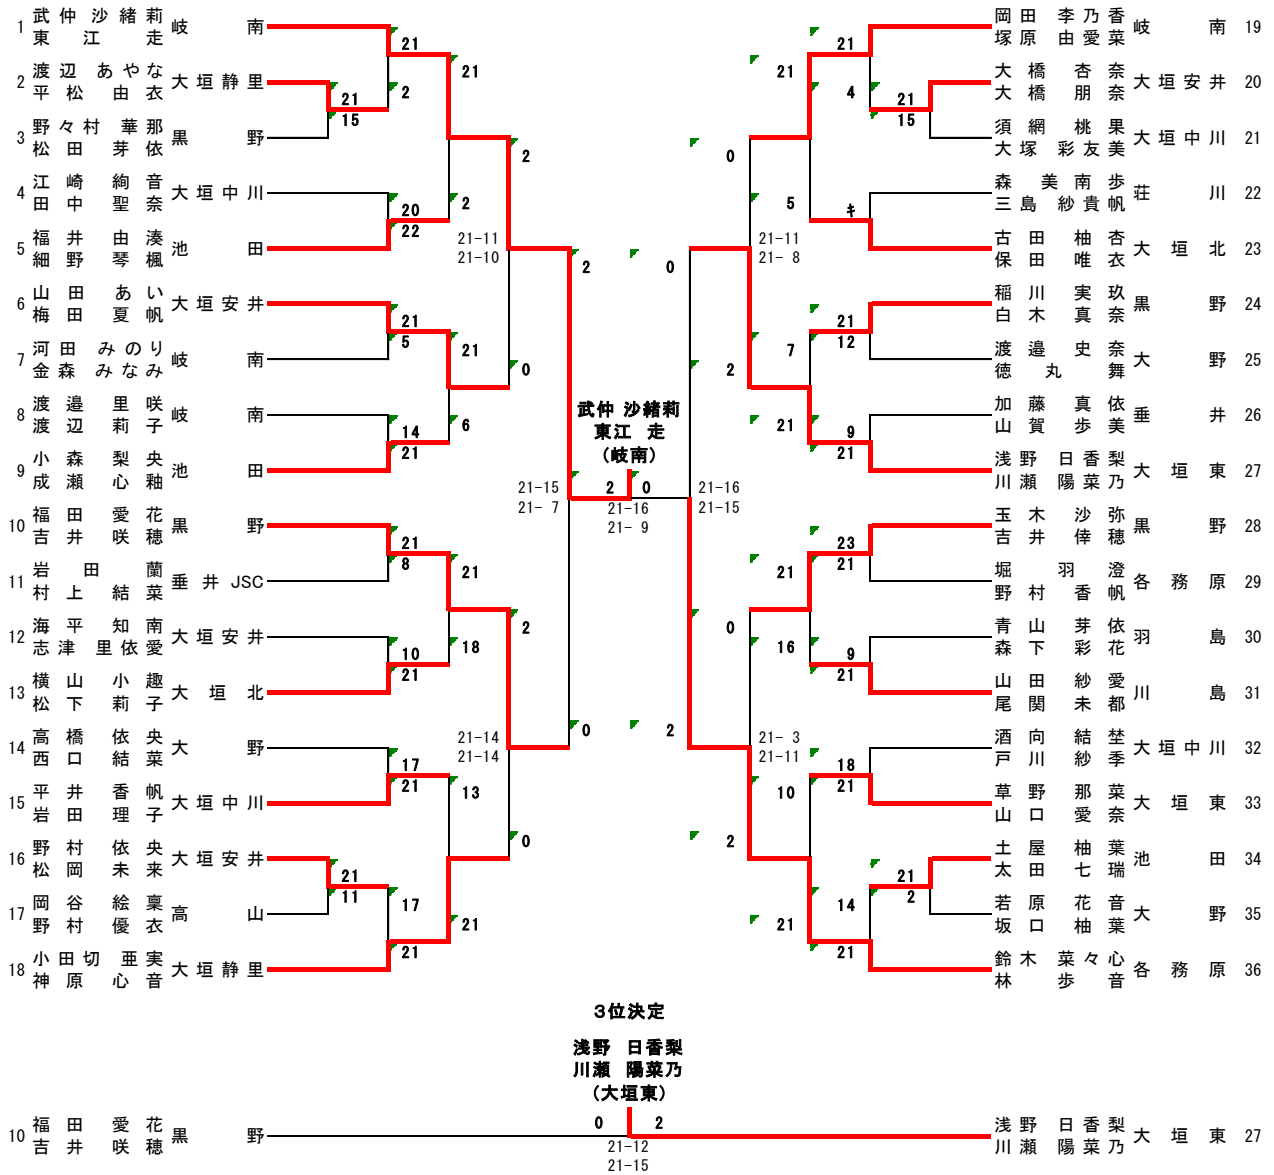 1 武仲 沙緒莉 岐南
東江 走
2 渡辺 あやな 大垣静里
平松 由衣
3 野々村 華那 黒野
松田 芽依
4 江崎 絢音 大垣中川
田中 聖奈
5 福井 由湊 池田
細野 琴楓
6 山田 あい 大垣安井
梅田 夏帆
7 河田 みのり 岐南
金森 みなみ
8 渡邉 里咲 岐南
渡辺 莉子
9 小森 梨央 池田
成瀬 心釉
10 福田 愛花 黒野
吉井 咲穂
11 岩田 蘭 垂井JSC
村上 結菜
12 海平 知南 大垣安井
志津 里依愛
13 横山 小趣 大垣北
松下 莉子
14 高橋 依央 大野
西口 結菜
15 平井 香帆 大垣中川
岩田 理子
16 野村 依央 大垣安井
松岡 未来
17 岡谷 絵稟 高山
野村 優衣
18 小田切 亜実 大垣静里
神原 心音
21
2
21
15
20
22
21
5
14
21
21
8
10
21
17
21
21
11
17
21
21
2
21
6
21
18
13
21
2
21-11
21-10
0
2
21-14
21-14
0
2
21-15
21- 7
0
武仲 沙緒莉
東江 走
(岐南)
2 0
21-16
21- 9
0
21-16
21-15
2
0
21-11
21- 8
2
0
21- 3
21-11
2
21
5
7
21
21
16
10
21
21
4
21
15
キ
21
12
9
21
23
21
9
21
18
21
21
2
14
21
岡田 李乃香 岐南 19
塚原 由愛菜
大橋 杏奈 大垣安井 20
大橋 朋奈
須網 桃果 大垣中川 21
大塚 彩友美
森 美南歩 荘川 22
三島 紗貴帆
古田 柚杏 大垣北 23
保田 唯衣
稲川 実玖 黒野 24
白木 真奈
渡邉 史奈 大野 25
徳丸 舞
加藤 真依 垂井 26
山賀 歩美
浅野 日香梨 大垣東 27
川瀬 陽菜乃
玉木 沙弥 黒野 28
吉井 倖穂
堀 羽澄 各務原 29
野村 香帆
青山 芽依 羽島 30
森下 彩花
山田 紗愛 川島 31
尾関 未都
酒向 結埜 大垣中川 32
戸川 紗季
草野 那菜 大垣東 33
山口 愛奈
土屋 柚葉 池田 34
太田 七瑞
若原 花音 大野 35
坂口 柚葉
鈴木 菜々心 各務原 36
林 歩音
3位決定
浅野 日香梨
川瀬 陽菜乃
(大垣東)
0 2
10 福田 愛花 黒野
吉井 咲穂
21-12
21-15
浅野 日香梨 大垣東 27
川瀬 陽菜乃